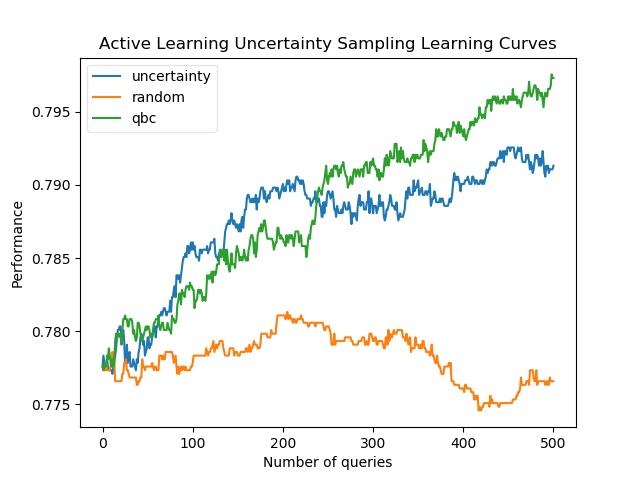 Active Learning Uncertainty Sampling Learning Curves
uncertainty
random
qbc
Performance
0.795
0.790
0.785
0.780
0.775
0
100
200
300
400
500
Number of queries